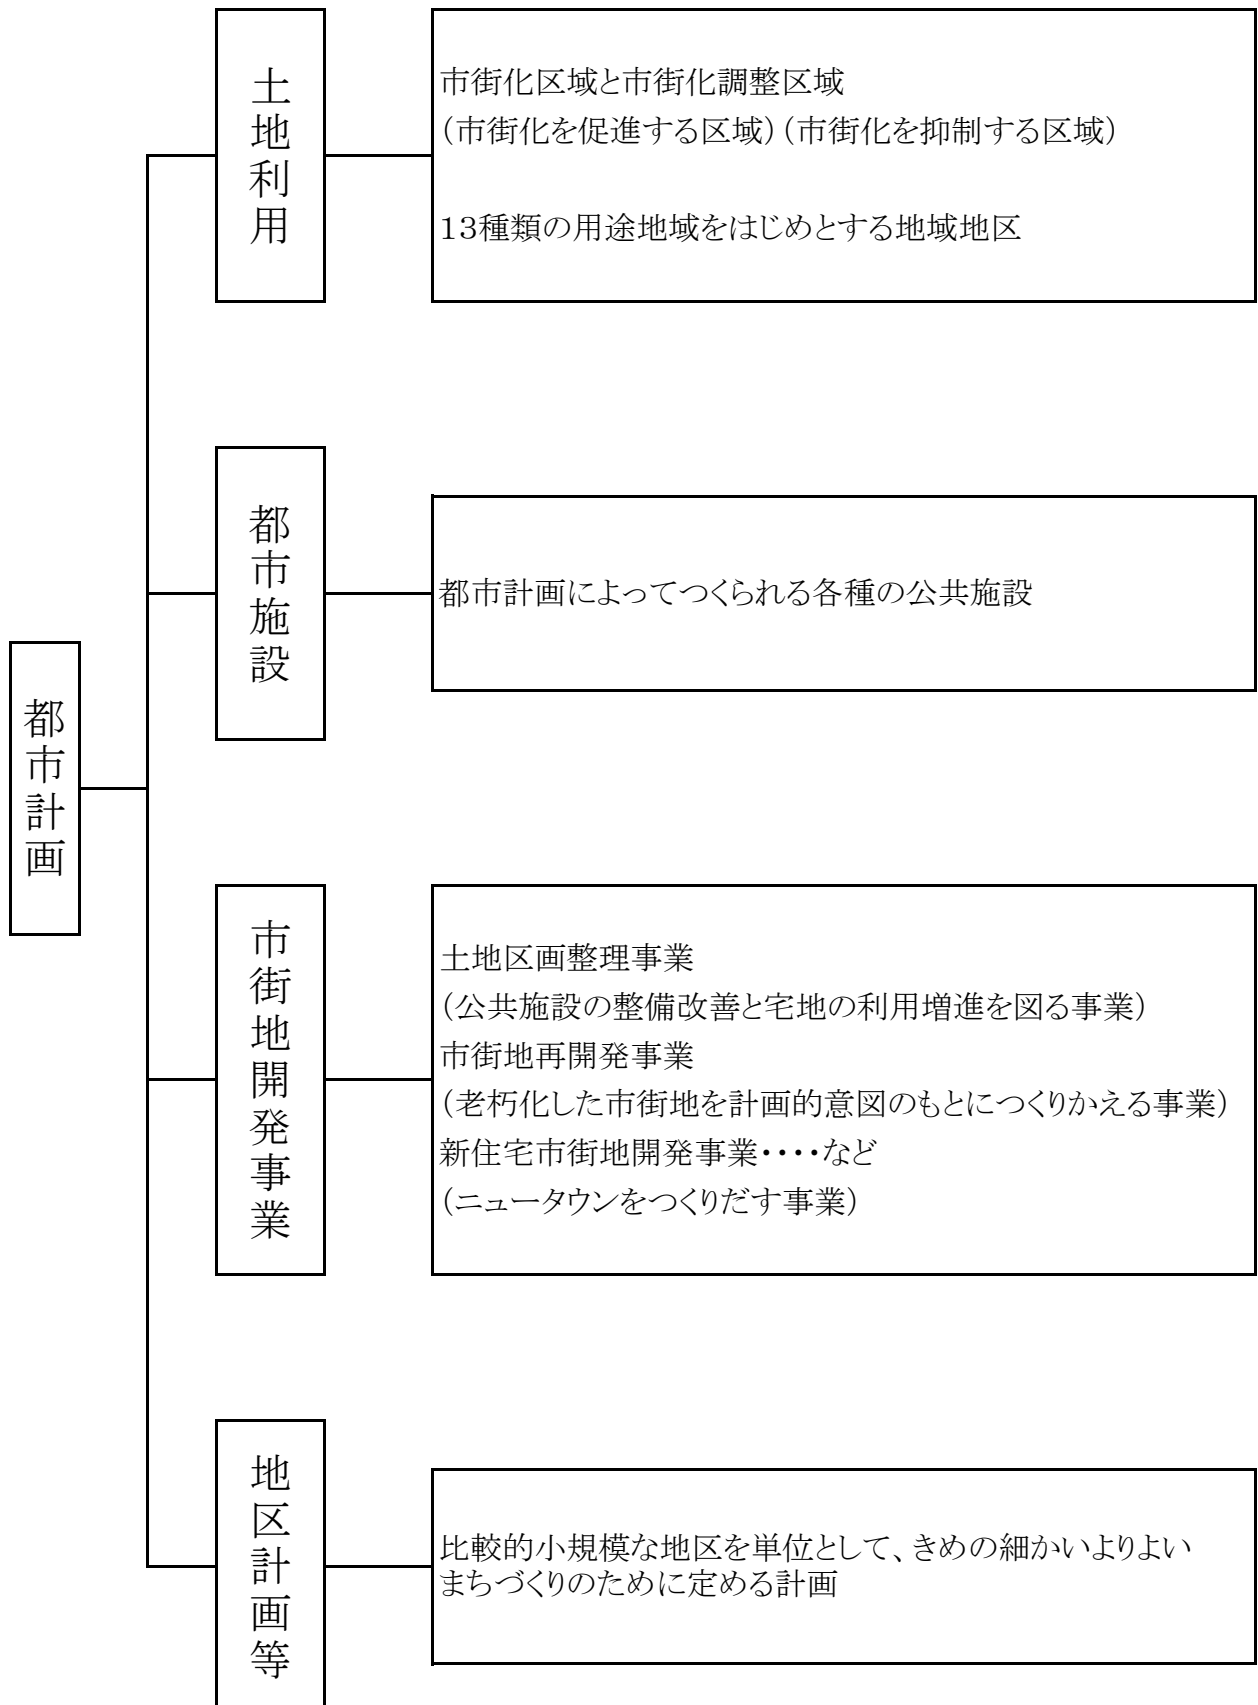 都市計画
土地利用
市街化区域と市街化調整区域
（市街化を促進する区域）（市街化を抑制する区域）
１３種類の用途地域をはじめとする地域地区
都市施設
都市計画によってつくられる各種の公共施設
市街地開発事業
土地区画整理事業
（公共施設の整備改善と宅地の利用増進を図る事業）
市街地再開発事業
（老朽化した市街地を計画的意図のもとにつくりかえる事業）
新住宅市街地開発事業・・・・など
（ニュータウンをつくりだす事業）
地区計画等
比較的小規模な地区を単位として、きめの細かいよりよい
まちづくりのために定める計画